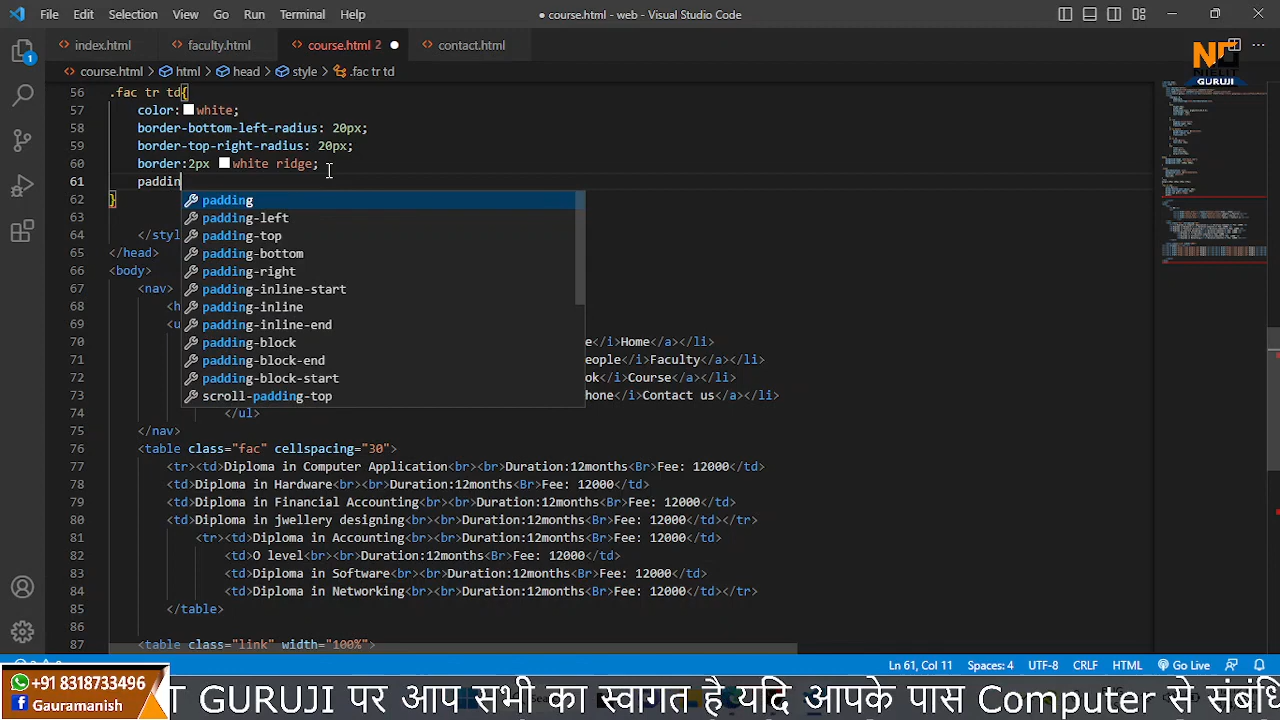 File Edit Selection View Go Run Terminal Help
● course.html - web - Visual Studio Code
index.html faculty.html course.html 2 contact.html
course.html > html > head > style > .fac tr td
NIELIT
GURUJI
1
56 .fac tr td{
57 color: white;
58 border-bottom-left-radius: 20px;
59 border-top-right-radius: 20px;
60 border:2px white ridge;
61 paddin
62 }
63
64 </styl
65 </head>
66 <body>
67 <nav>
68 <h
69 <u
70 e</i>Home</a></li>
71 eople</i>Faculty</a></li>
72 ok</i>Course</a></li>
73 hone</i>Contact us</a></li>
74 </ul>
75 </nav>
76 <table class="fac" cellspacing="30">
77 <tr><td>Diploma in Computer Application<br><br>Duration:12months<Br>Fee: 12000</td>
78 <td>Diploma in Hardware<br><br>Duration:12months<Br>Fee: 12000</td>
79 <td>Diploma in Financial Accounting<br><br>Duration:12months<Br>Fee: 12000</td>
80 <td>Diploma in jwellery designing<br><br>Duration:12months<Br>Fee: 12000</td></tr>
81 <tr><td>Diploma in Accounting<br><br>Duration:12months<Br>Fee: 12000</td>
82 <td>O level<br><br>Duration:12months<Br>Fee: 12000</td>
83 <td>Diploma in Software<br><br>Duration:12months<Br>Fee: 12000</td>
84 <td>Diploma in Networking<br><br>Duration:12months<Br>Fee: 12000</td></tr>
85 </table>
86
87 <table class="link" width="100%">
padding
padding-left
padding-top
padding-bottom
padding-right
padding-inline-start
padding-inline
padding-inline-end
padding-block
padding-block-end
padding-block-start
scroll-padding-top
Ln 61, Col 11 Spaces: 4 UTF-8 CRLF HTML Go Live
+91 8318733496
Gauramanish
T GURUJI पर आप सभी का स्वागत है यदि आपके पास Computer से संबंधि